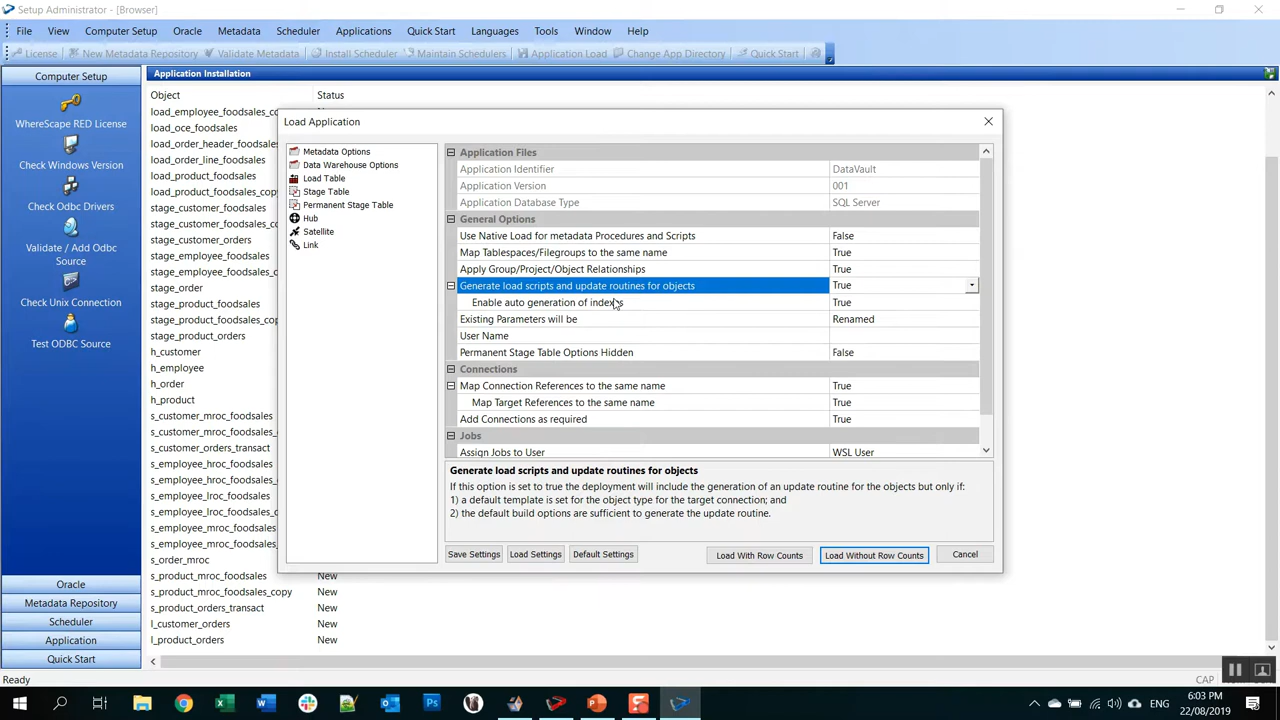 Setup Administrator - [Browser]
File View Computer Setup Oracle Metadata Scheduler Applications Quick Start Languages Tools Window Help
License New Metadata Repository Validate Metadata Install Scheduler Maintain Schedulers Application Load Change App Directory Quick Start
Computer Setup
WhereScape RED License
Check Windows Version
Check Odbc Drivers
Validate / Add Odbc
Source
Check Unix Connection
Test ODBC Source
Oracle
Metadata Repository
Scheduler
Application
Quick Start
Application Installation
Object Status
load_employee_foodsales_co
load_oce_foodsales
load_order_header_foodsales
load_order_line_foodsales
load_product_foodsales
load_product_foodsales_copy
stage_customer_foodsales
stage_customer_foodsales_c
stage_customer_orders
stage_employee_foodsales
stage_employee_foodsales_c
stage_order
stage_product_foodsales
stage_product_foodsales_co
stage_product_orders
h_customer
h_employee
h_order
h_product
s_customer_mroc_foodsales
s_customer_mroc_foodsales_c
s_customer_orders_transact
s_employee_hroc_foodsales
s_employee_hroc_foodsales_
s_employee_lroc_foodsales
s_employee_lroc_foodsales_c
s_employee_mroc_foodsales
s_employee_mroc_foodsales_
s_order_mroc
s_product_mroc_foodsales New
s_product_mroc_foodsales_copy New
s_product_orders_transact New
l_customer_orders New
l_product_orders New
Load Application
Metadata Options
Data Warehouse Options
Load Table
Stage Table
Permanent Stage Table
Hub
Satellite
Link
Application Files
Application Identifier DataVault
Application Version 001
Application Database Type SQL Server
General Options
Use Native Load for metadata Procedures and Scripts False
Map Tablespaces/Filegroups to the same name True
Apply Group/Project/Object Relationships True
Generate load scripts and update routines for objects True
Enable auto generation of indexes True
Existing Parameters will be Renamed
User Name
Permanent Stage Table Options Hidden False
Connections
Map Connection References to the same name True
Map Target References to the same name True
Add Connections as required True
Jobs
Assign Jobs to User WSL User
Generate load scripts and update routines for objects
If this option is set to true the deployment will include the generation of an update routine for the objects but only if:
1) a default template is set for the object type for the target connection; and
2) the default build options are sufficient to generate the update routine.
Save Settings Load Settings Default Settings Load With Row Counts Load Without Row Counts Cancel
Ready CAP
ENG
6:03 PM
22/08/2019